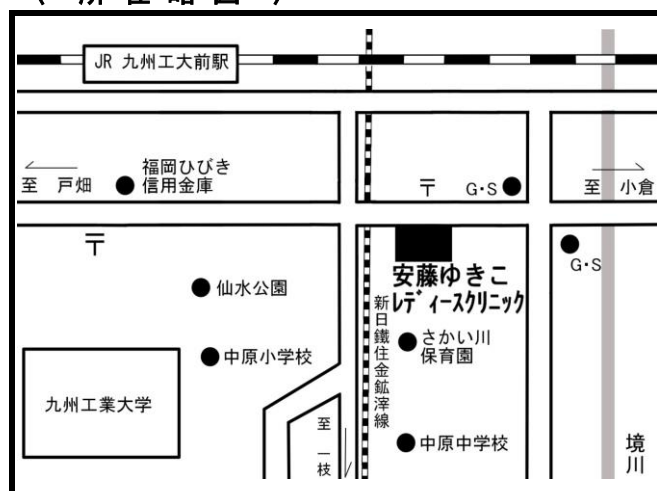 （ 所 在 略 図 ）
JR 九州工大前駅
福岡ひびき
信用金庫
至 戸畑
〒
G・S
至 小倉
〒
G・S
安藤ゆきこ
ﾚﾃﾞｨｰｽクリニック
仙水公園
新日鐵住金鉱滓線
さかい川
保育園
中原小学校
九州工業大学
至 一枝
中原中学校
境川